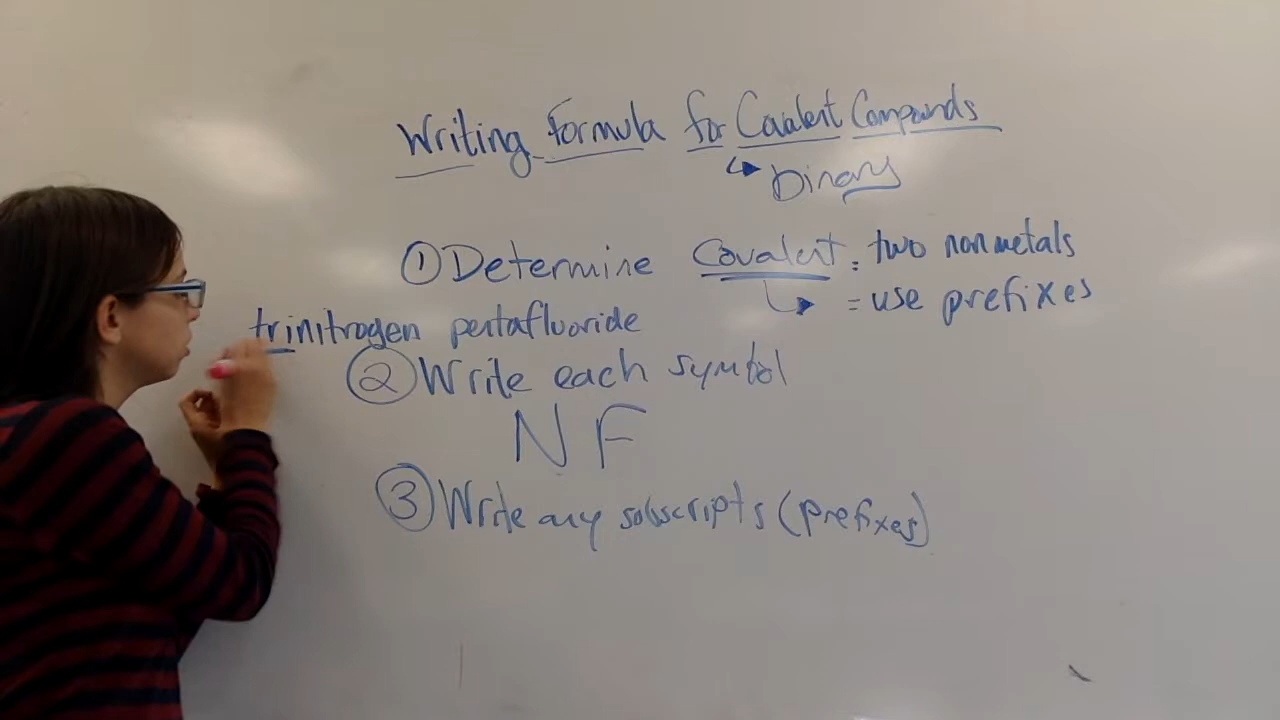 Writing Formula for Covalent Compounds
Binary
① Determine Covalent : two nonmetals
= use prefixes
trinitrogen pentafluoride
② Write each symbol
N F
③ Write any subscripts (prefixes)